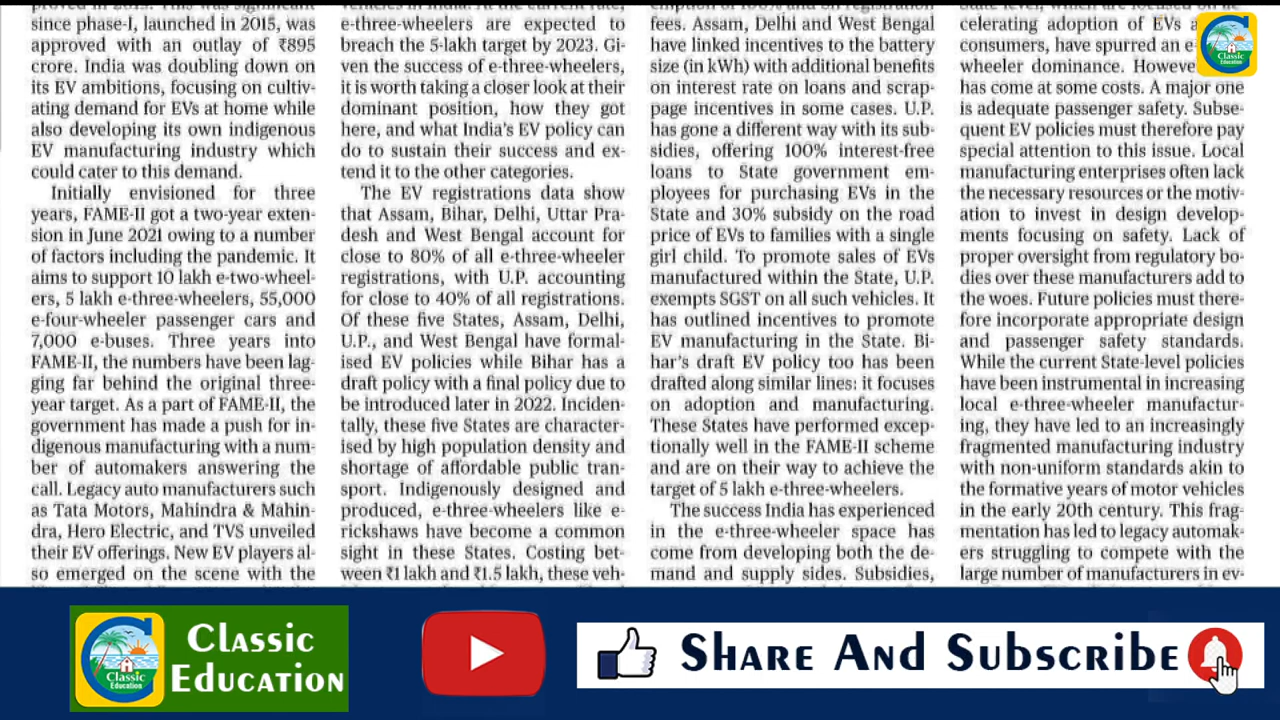 since phase-I, launched in 2015, was
approved with an outlay of ₹895
crore. India was doubling down on
its EV ambitions, focusing on cultiv-
ating demand for EVs at home while
also developing its own indigenous
EV manufacturing industry which
could cater to this demand.
Initially envisioned for three
years, FAME-II got a two-year exten-
sion in June 2021 owing to a number
of factors including the pandemic. It
aims to support 10 lakh e-two-wheel-
ers, 5 lakh e-three-wheelers, 55,000
e-four-wheeler passenger cars and
7,000 e-buses. Three years into
FAME-II, the numbers have been lag-
ging far behind the original three-
year target. As a part of FAME-II, the
government has made a push for in-
digenous manufacturing with a num-
ber of automakers answering the
call. Legacy auto manufacturers such
as Tata Motors, Mahindra & Mahin-
dra, Hero Electric, and TVS unveiled
their EV offerings. New EV players al-
so emerged on the scene with the
e-three-wheelers are expected to
breach the 5-lakh target by 2023. Gi-
ven the success of e-three-wheelers,
it is worth taking a closer look at their
dominant position, how they got
here, and what India's EV policy can
do to sustain their success and ex-
tend it to the other categories.
The EV registrations data show
that Assam, Bihar, Delhi, Uttar Pra-
desh and West Bengal account for
close to 80% of all e-three-wheeler
registrations, with U.P. accounting
for close to 40% of all registrations.
Of these five States, Assam, Delhi,
U.P., and West Bengal have formal-
ised EV policies while Bihar has a
draft policy with a final policy due to
be introduced later in 2022. Inciden-
tally, these five States are character-
ised by high population density and
shortage of affordable public tran-
sport. Indigenously designed and
produced, e-three-wheelers like e-
rickshaws have become a common
sight in these States. Costing bet-
ween ₹1 lakh and ₹1.5 lakh, these veh-
fees. Assam, Delhi and West Bengal
have linked incentives to the battery
size (in kWh) with additional benefits
on interest rate on loans and scrap-
page incentives in some cases. U.P.
has gone a different way with its sub-
sidies, offering 100% interest-free
loans to State government em-
ployees for purchasing EVs in the
State and 30% subsidy on the road
price of EVs to families with a single
girl child. To promote sales of EVs
manufactured within the State, U.P.
exempts SGST on all such vehicles. It
has outlined incentives to promote
EV manufacturing in the State. Bi-
har's draft EV policy too has been
drafted along similar lines: it focuses
on adoption and manufacturing.
These States have performed excep-
tionally well in the FAME-II scheme
and are on their way to achieve the
target of 5 lakh e-three-wheelers.
The success India has experienced
in the e-three-wheeler space has
come from developing both the de-
mand and supply sides. Subsidies,
celerating adoption of EVs
consumers, have spurred an e-
wheeler dominance. However
has come at some costs. A major one
is adequate passenger safety. Subse-
quent EV policies must therefore pay
special attention to this issue. Local
manufacturing enterprises often lack
the necessary resources or the motiv-
ation to invest in design develop-
ments focusing on safety. Lack of
proper oversight from regulatory bo-
dies over these manufacturers add to
the woes. Future policies must there-
fore incorporate appropriate design
and passenger safety standards.
While the current State-level policies
have been instrumental in increasing
local e-three-wheeler manufactur-
ing, they have led to an increasingly
fragmented manufacturing industry
with non-uniform standards akin to
the formative years of motor vehicles
in the early 20th century. This frag-
mentation has led to legacy automak-
ers struggling to compete with the
large number of manufacturers in ev-
Classic
Education
Classic
Education
Classic
Education
Share And Subscribe